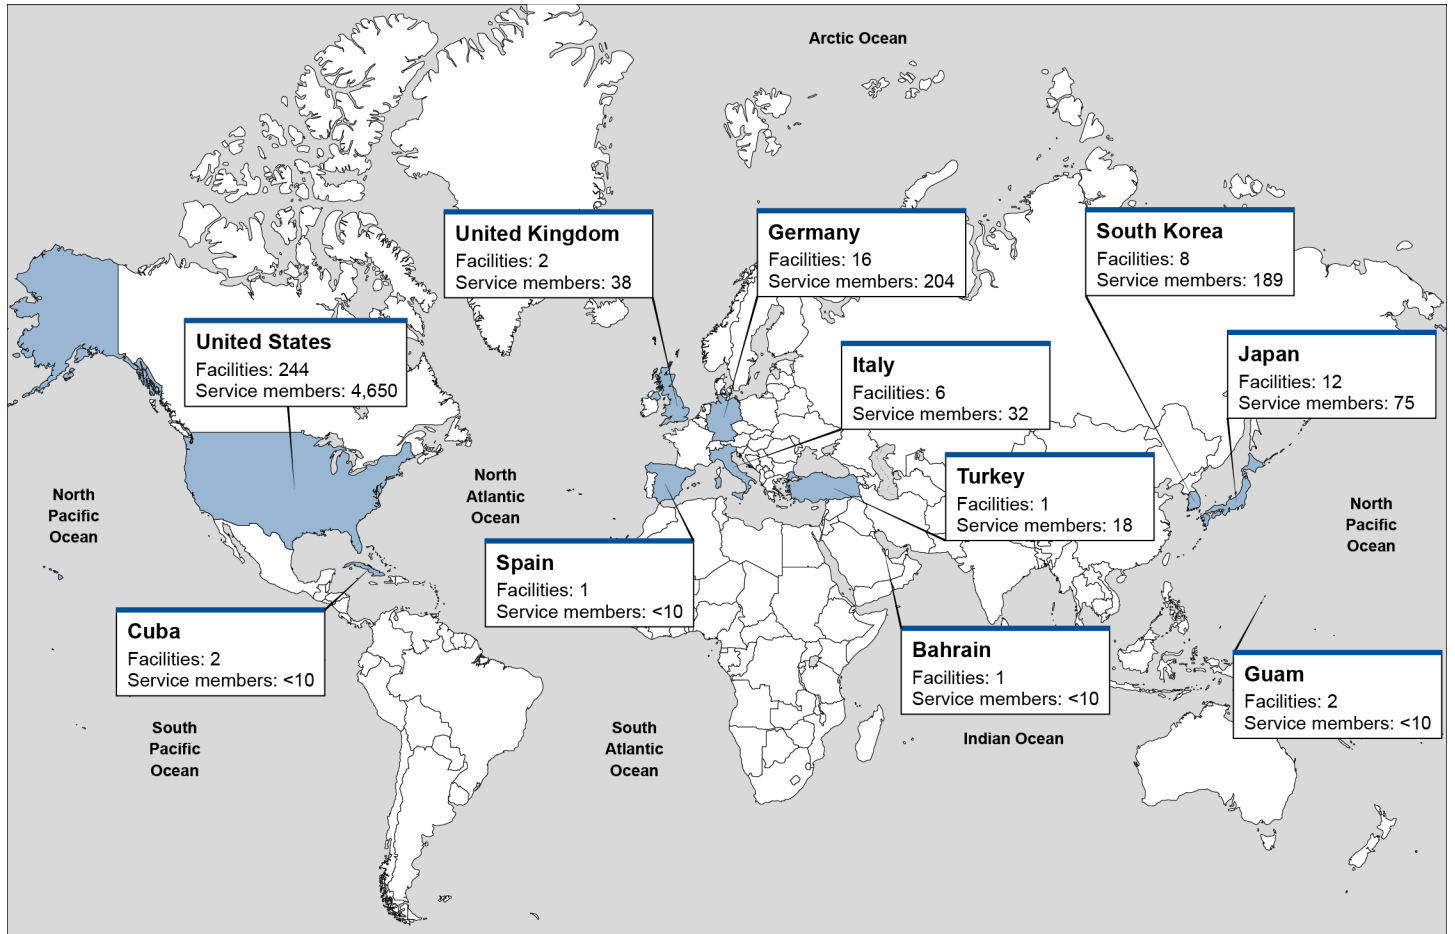 Arctic Ocean
United Kingdom
Facilities: 2
Service members: 38
Germany
Facilities: 16
Service members: 204
South Korea
Facilities: 8
Service members: 189
United States
Facilities: 244
Service members: 4,650
Italy
Facilities: 6
Service members: 32
Japan
Facilities: 12
Service members: 75
Turkey
Facilities: 1
Service members: 18
North
Pacific
Ocean
North
Atlantic
Ocean
North
Pacific
Ocean
Spain
Facilities: 1
Service members: <10
Cuba
Facilities: 2
Service members: <10
Bahrain
Facilities: 1
Service members: <10
Guam
Facilities: 2
Service members: <10
South
Pacific
Ocean
South
Atlantic
Ocean
Indian Ocean